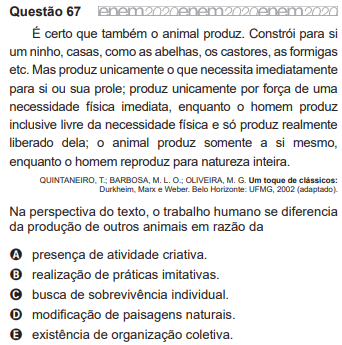 Questão 67 enem2020enem2020enem2020
É certo que também o animal produz. Constrói para si
um ninho, casas, como as abelhas, os castores, as formigas
etc. Mas produz unicamente o que necessita imediatamente
para si ou sua prole; produz unicamente por força de uma
necessidade física imediata, enquanto o homem produz
inclusive livre da necessidade física e só produz realmente
liberado dela; o animal produz somente a si mesmo,
enquanto o homem reproduz para natureza inteira.
QUINTANEIRO, T.; BARBOSA, M. L. O.; OLIVEIRA, M. G. Um toque de clássicos:
Durkheim, Marx e Weber. Belo Horizonte: UFMG, 2002 (adaptado).
Na perspectiva do texto, o trabalho humano se diferencia
da produção de outros animais em razão da
A presença de atividade criativa.
B realização de práticas imitativas.
C busca de sobrevivência individual.
D modificação de paisagens naturais.
E existência de organização coletiva.